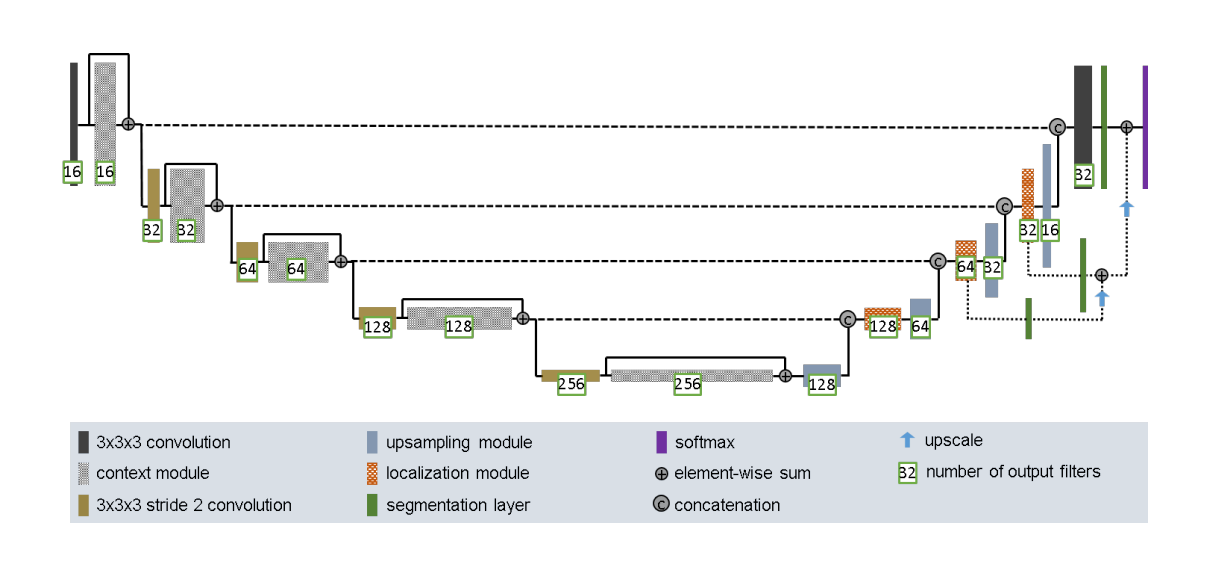 16
16
32
32
64
64
128
128
256
256
128
128
64
64
32
32
16
32
3x3x3 convolution
context module
3x3x3 stride 2 convolution
upsampling module
localization module
segmentation layer
softmax
element-wise sum
C concatenation
upscale
32 number of output filters
C
C
C
C